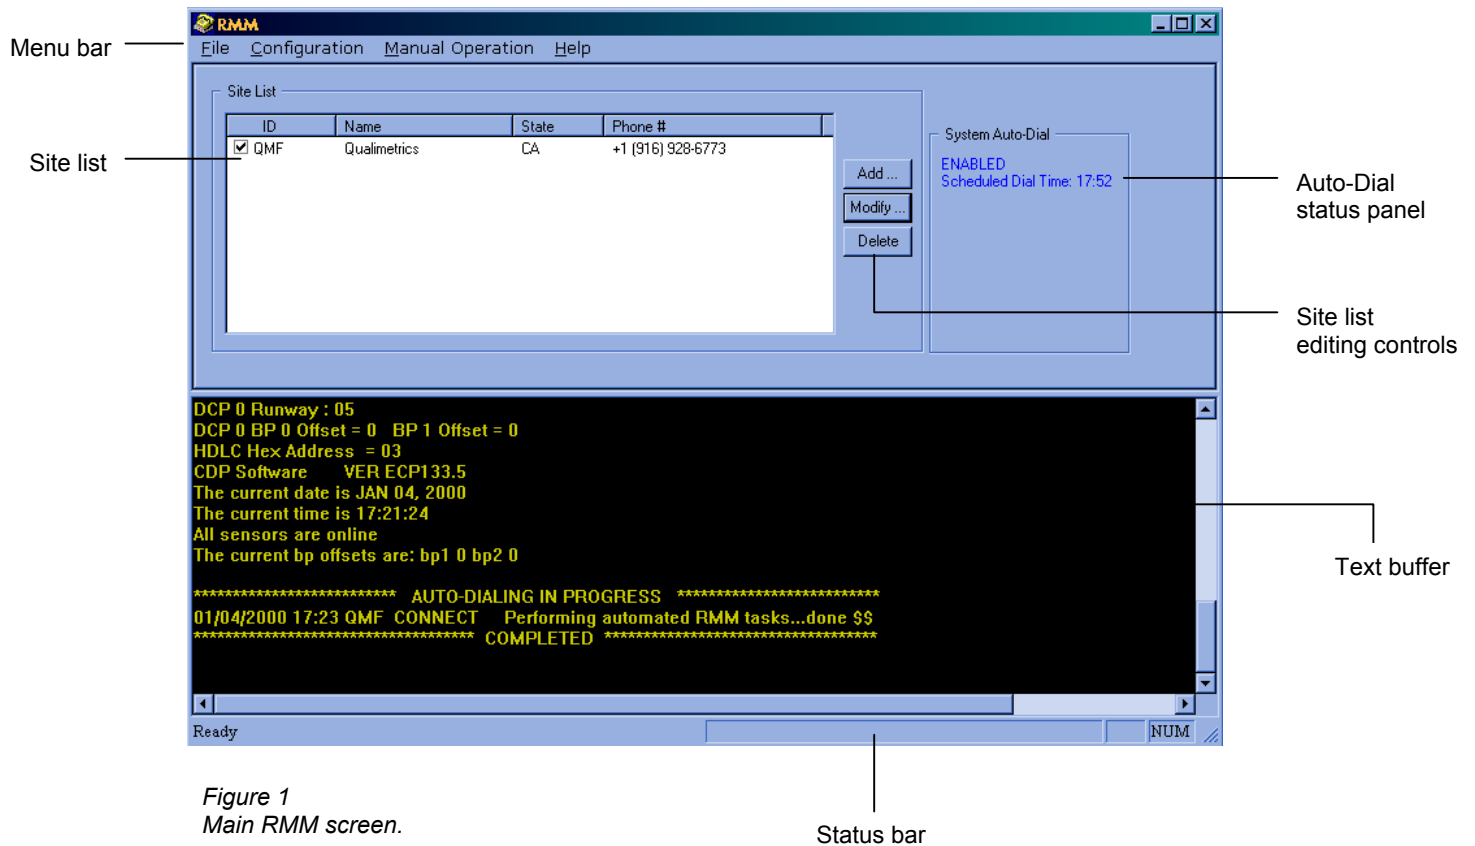 RMM
Menu bar
File Configuration Manual Operation Help
Site List
ID Name State Phone #
QMF Qualimetrics CA +1 (916) 928-6773
Site list
Add ...
Modify ...
Delete
System Auto-Dial
ENABLED
Scheduled Dial Time: 17:52
Auto-Dial
status panel
Site list
editing controls
DCP 0 Runway : 05
DCP 0 BP 0 Offset = 0 BP 1 Offset = 0
HDLC Hex Address = 03
CDP Software VER ECP133.5
The current date is JAN 04, 2000
The current time is 17:21:24
All sensors are online
The current bp offsets are: bp1 0 bp2 0
************************** AUTO-DIALING IN PROGRESS **************************
01/04/2000 17:23 QMF CONNECT Performing automated RMM tasks...done $$
************************************ COMPLETED ***********************************
Text buffer
Ready
NUM
Figure 1
Main RMM screen.
Status bar